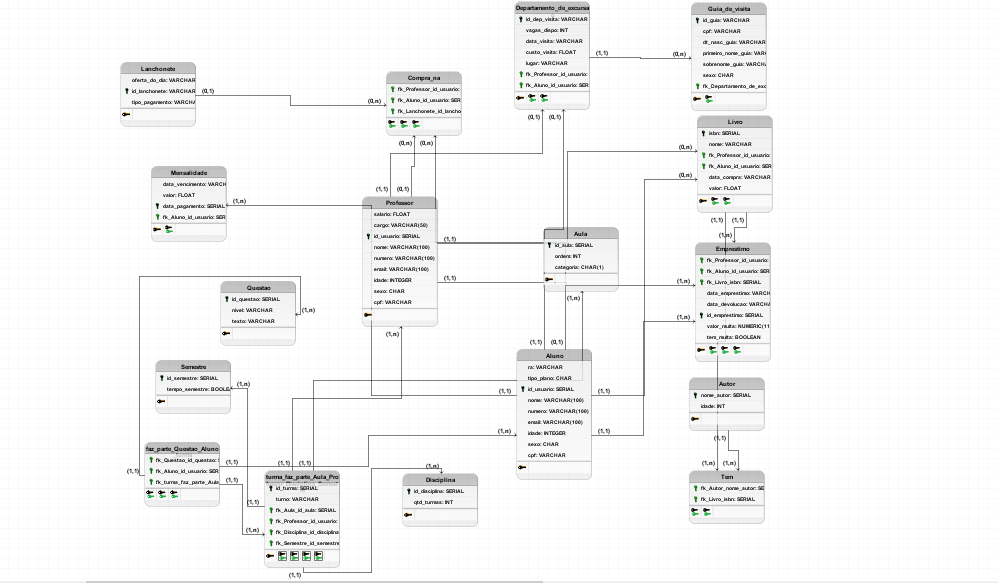 Departamento_de_excursa
id_dep_visita: VARCHAR
vagas_dispo: INT
data_visita: VARCHAR
custo_visita: FLOAT
lugar: VARCHAR
fk_Professor_id_usuario:
fk_Aluno_id_usuario: SER
(1,1)
(0,n)
(0,1)
(0,1)
Guia_de_visita
id_guia: VARCHAR
cpf: VARCHAR
dt_nasc_guia: VARCHAR
primeiro_nome_guia: VAR
sobrenome_guia: VARCHAR
sexo: CHAR
fk_Departamento_de_exc
Lanchonete
oferta_do_dia: VARCHAR
id_lanchonete: VARCHAR
tipo_pagamento: VARCHA
(0,1)
(0,n)
Compra_na
fk_Professor_id_usuario:
fk_Aluno_id_usuario: SER
fk_Lanchonete_id_lancho
(0,n)
(0,n)
Livro
isbn: SERIAL
nome: VARCHAR
fk_Professor_id_usuario:
fk_Aluno_id_usuario: SER
data_compra: VARCHAR
valor: FLOAT
(0,n)
(0,n)
(1,1)
(1,1)
(1,n)
Mensalidade
data_vencimento: VARCH
valor: FLOAT
data_pagamento: SERIAL
fk_Aluno_id_usuario: SER
(1,n)
(1,1)
(0,1)
Professor
salario: FLOAT
cargo: VARCHAR(50)
id_usuario: SERIAL
nome: VARCHAR(100)
numero: VARCHAR(100)
email: VARCHAR(100)
idade: INTEGER
sexo: CHAR
cpf: VARCHAR
(1,1)
(1,1)
(1,n)
Aula
id_aula: SERIAL
ordem: INT
categoria: CHAR(1)
(1,n)
Emprestimo
fk_Professor_id_usuario:
fk_Aluno_id_usuario: SER
fk_Livro_isbn: SERIAL
data_emprestimo: VARCH
data_devolucao: VARCHA
id_emprestimo: SERIAL
valor_multa: NUMERIC(11
tem_multa: BOOLEAN
(1,n)
(1,n)
Questao
id_questao: SERIAL
nivel: VARCHAR
texto: VARCHAR
(1,n)
(1,1)
(0,1)
Aluno
ra: VARCHAR
tipo_plano: CHAR
id_usuario: SERIAL
nome: VARCHAR(100)
numero: VARCHAR(100)
email: VARCHAR(100)
idade: INTEGER
sexo: CHAR
cpf: VARCHAR
(1,1)
(1,1)
(1,1)
(1,n)
Semestre
id_semestre: SERIAL
tempo_semestre: BOOLE
(1,n)
Autor
nome_autor: SERIAL
idade: INT
(1,1)
(1,n)
(1,n)
faz_parte_Questao_Aluno
fk_Questao_id_questao: S
fk_Aluno_id_usuario: SER
fk_turma_faz_parte_Aula
(1,1)
(1,1)
(1,1)
(1,1)
(1,1)
turma_faz_parte_Aula_Pro
id_turma: SERIAL
turno: VARCHAR
fk_Aula_id_aula: SERIAL
fk_Professor_id_usuario:
fk_Disciplina_id_disciplina
fk_Semestre_id_semestre
(1,1)
(1,n)
(1,1)
(1,n)
Disciplina
id_disciplina: SERIAL
qtd_turmas: INT
Tem
fk_Autor_nome_autor: SE
fk_Livro_isbn: SERIAL